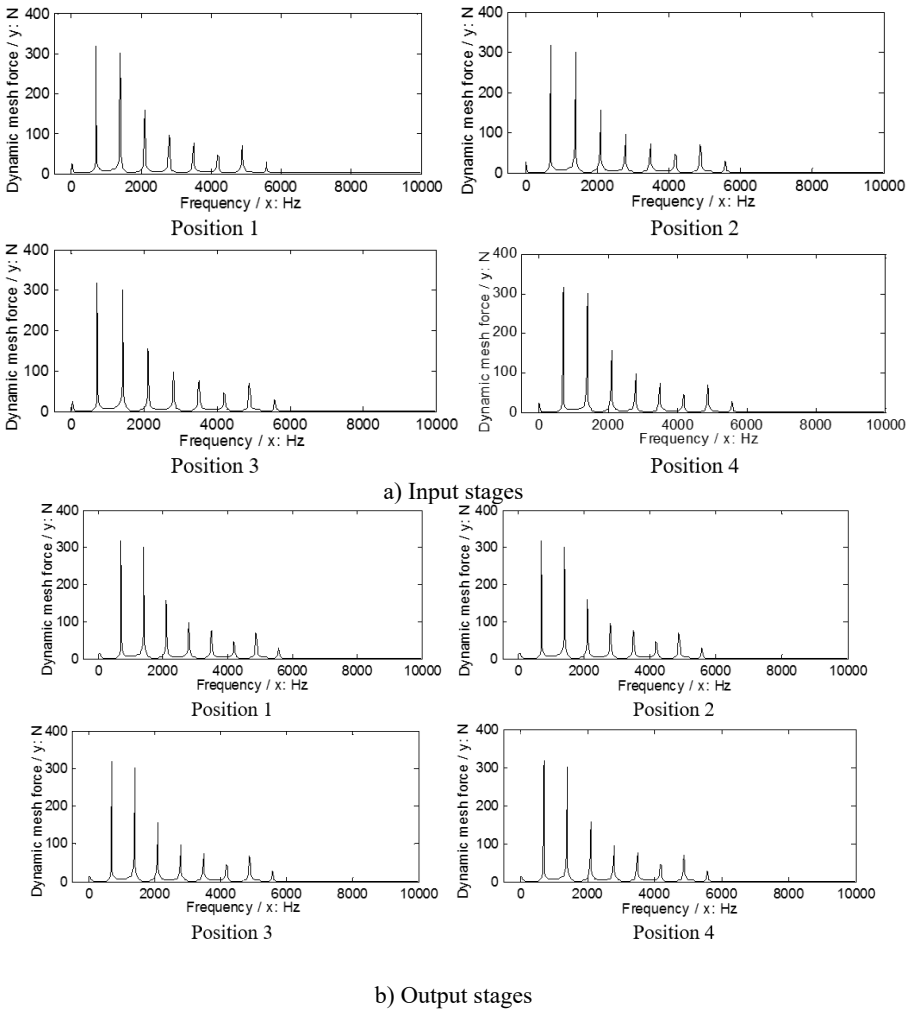 Dynamic mesh force / y: N
400
300
200
100
0
0 2000 4000 6000 8000 10000
Frequency / x: Hz
Position 1
Dynamic mesh force / y: N
400
300
200
100
0
0 2000 4000 6000 8000 10000
Frequency / x: Hz
Position 2
Dynamic mesh force / y: N
400
300
200
100
0
0 2000 4000 6000 8000 10000
Frequency / x: Hz
Position 3
Dynamic mesh force / y: N
400
300
200
100
0
0 2000 4000 6000 8000 10000
Frequency / x: Hz
Position 4
a) Input stages
Dynamic mesh force / y: N
400
300
200
100
0
0 2000 4000 6000 8000 10000
Frequency / x: Hz
Position 1
Dynamic mesh force / y: N
400
300
200
100
0
0 2000 4000 6000 8000 10000
Frequency / x: Hz
Position 2
Dynamic mesh force / y: N
400
300
200
100
0
0 2000 4000 6000 8000 10000
Frequency / x: Hz
Position 3
Dynamic mesh force / y: N
400
300
200
100
0
0 2000 4000 6000 8000 10000
Frequency / x: Hz
Position 4
b) Output stages